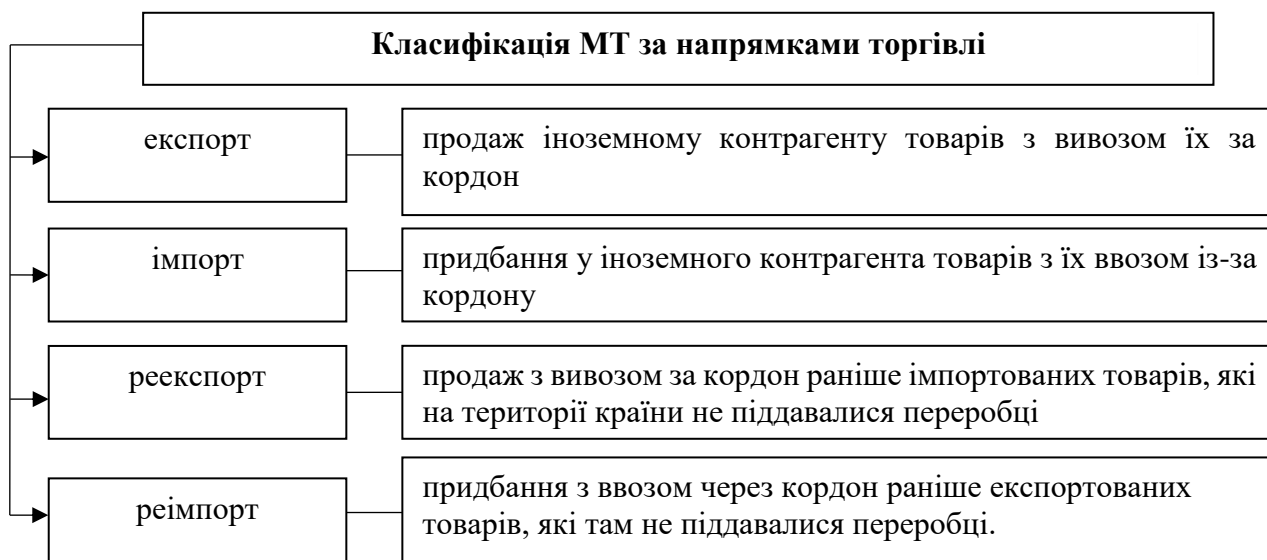 Класифікація МТ за напрямками торгівлі
експорт
продаж іноземному контрагенту товарів з вивозом їх за
кордон
імпорт
придбання у іноземного контрагента товарів з їх ввозом із-за
кордону
реекспорт
продаж з вивозом за кордон раніше імпортованих товарів, які
на території країни не піддавалися переробці
реімпорт
придбання з ввозом через кордон раніше експортованих
товарів, які там не піддавалися переробці.